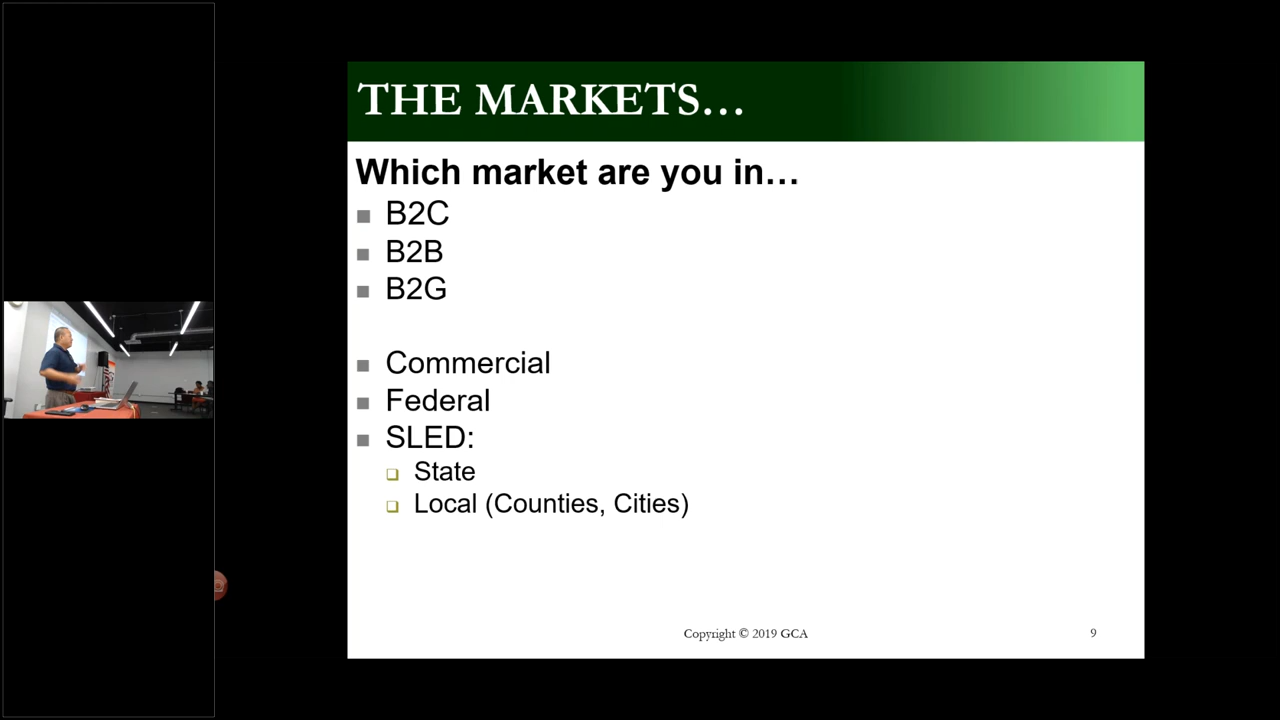 THE MARKETS…
Which market are you in…
B2C
B2B
B2G
Commercial
Federal
SLED:
State
Local (Counties, Cities)
Copyright © 2019 GCA
9